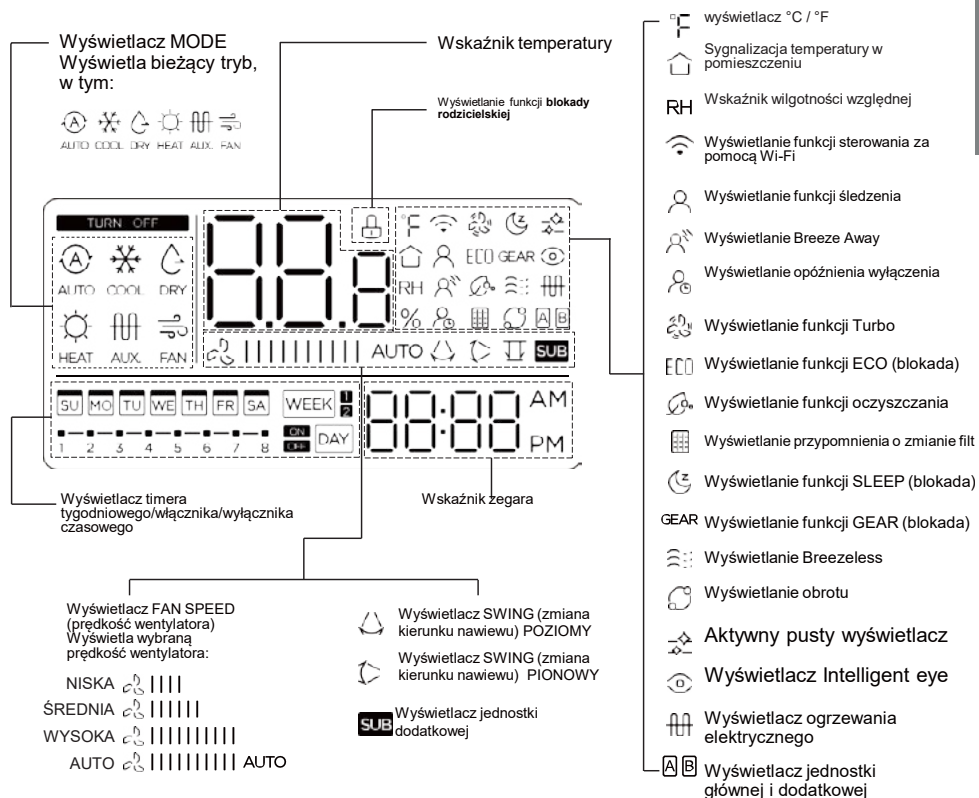 Wyświetlacz MODE
Wyświetla bieżący tryb,
w tym:
AUTO COOL DRY HEAT AUX. FAN
Wskaźnik temperatury
Wyświetlanie funkcji blokady
rodzicielskiej
TURN OFF
AUTO COOL DRY
HEAT AUX. FAN
88.8
°F
ECO GEAR
RH
% A B
AUTO SUB
SU MO TU WE TH FR SA WEEK 1 2
1 2 3 4 5 6 7 8 ON OFF DAY
88:88 AM PM
Wyświetlacz timera
tygodniowego/włącznika/wyłącznika
czasowego
Wskaźnik zegara
Wyświetlacz FAN SPEED
(prędkość wentylatora)
Wyświetla wybraną
prędkość wentylatora:
NISKA
ŚREDNIA
WYSOKA
AUTO AUTO
Wyświetlacz SWING (zmiana
kierunku nawiewu) POZIOMY
Wyświetlacz SWING (zmiana
kierunku nawiewu) PIONOWY
SUB Wyświetlacz jednostki
dodatkowej
°F wyświetlacz °C / °F
Sygnalizacja temperatury w
pomieszczeniu
RH Wskaźnik wilgotności względnej
Wyświetlanie funkcji sterowania za
pomocą Wi-Fi
Wyświetlanie funkcji śledzenia
Wyświetlanie Breeze Away
Wyświetlanie opóźnienia wyłączenia
Wyświetlanie funkcji Turbo
ECO Wyświetlanie funkcji ECO (blokada)
Wyświetlanie funkcji oczyszczania
Wyświetlanie przypomnienia o zmianie filt
Wyświetlanie funkcji SLEEP (blokada)
GEAR Wyświetlanie funkcji GEAR (blokada)
Wyświetlanie Breezeless
Wyświetlanie obrotu
Aktywny pusty wyświetlacz
Wyświetlacz Intelligent eye
Wyświetlacz ogrzewania
elektrycznego
A B Wyświetlacz jednostki
głównej i dodatkowej